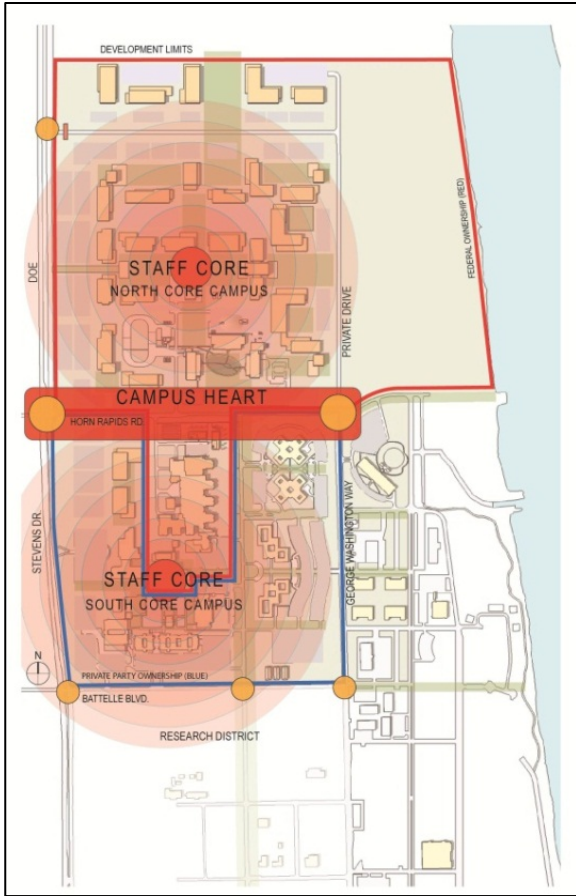 DEVELOPMENT LIMITS
FEDERAL OWNERSHIP (RED)
DOE
STAFF CORE
NORTH CORE CAMPUS
PRIVATE DRIVE
CAMPUS HEART
HORN RAPIDS RD.
STEVENS DR
GEORGE WASHINGTON WAY
STAFF CORE
SOUTH CORE CAMPUS
N
PRIVATE PARTY OWNERSHIP (BLUE)
BATTELLE BLVD.
RESEARCH DISTRICT